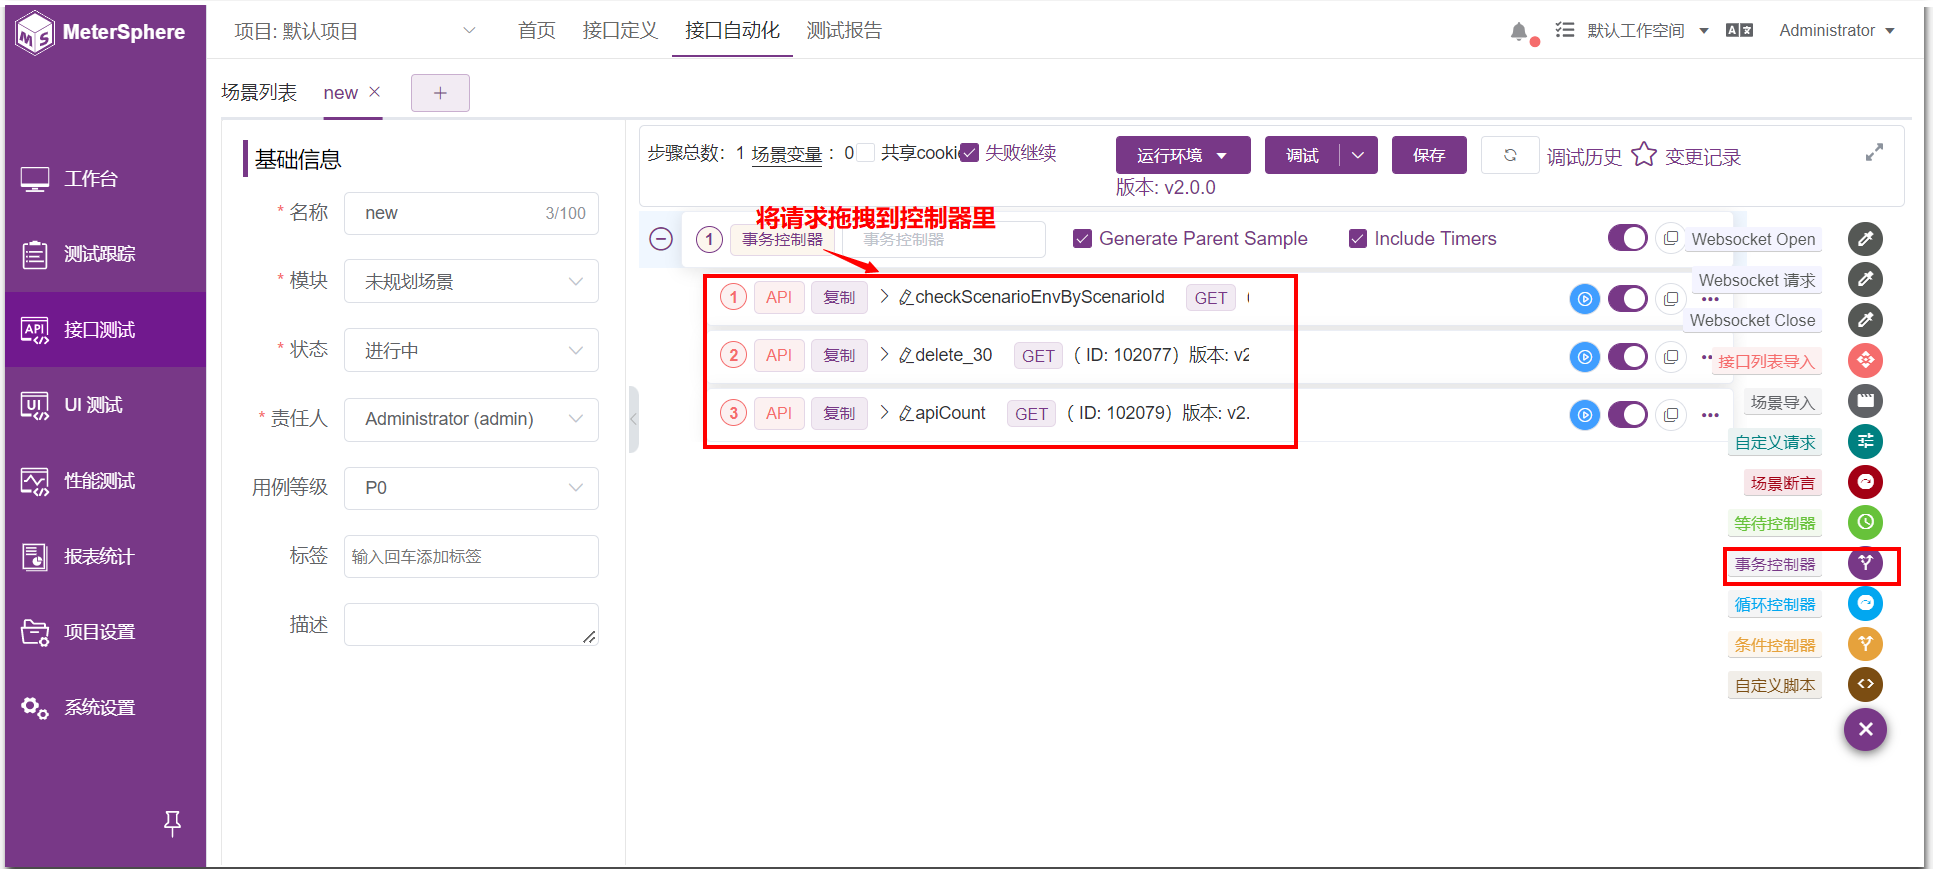 MeterSphere
项目: 默认项目
首页
接口定义
接口自动化
测试报告
默认工作空间
Administrator
场景列表
new
工作台
测试跟踪
接口测试
UI 测试
性能测试
报表统计
项目设置
系统设置
基础信息
* 名称
new
3/100
* 模块
未规划场景
* 状态
进行中
* 责任人
Administrator (admin)
用例等级
P0
标签
输入回车添加标签
描述
步骤总数: 1 场景变量 : 0 共享cooki 失败继续
运行环境
调试
保存
调试历史
变更记录
版本: v2.0.0
将请求拖拽到控制器里
1 事务控制器 事务控制器 Generate Parent Sample Include Timers
1 API 复制 checkScenarioEnvByScenarioId GET (
2 API 复制 delete_30 GET ( ID: 102077) 版本: v2
3 API 复制 apiCount GET ( ID: 102079) 版本: v2.
Websocket Open
Websocket 请求
Websocket Close
接口列表导入
场景导入
自定义请求
场景断言
等待控制器
事务控制器
循环控制器
条件控制器
自定义脚本